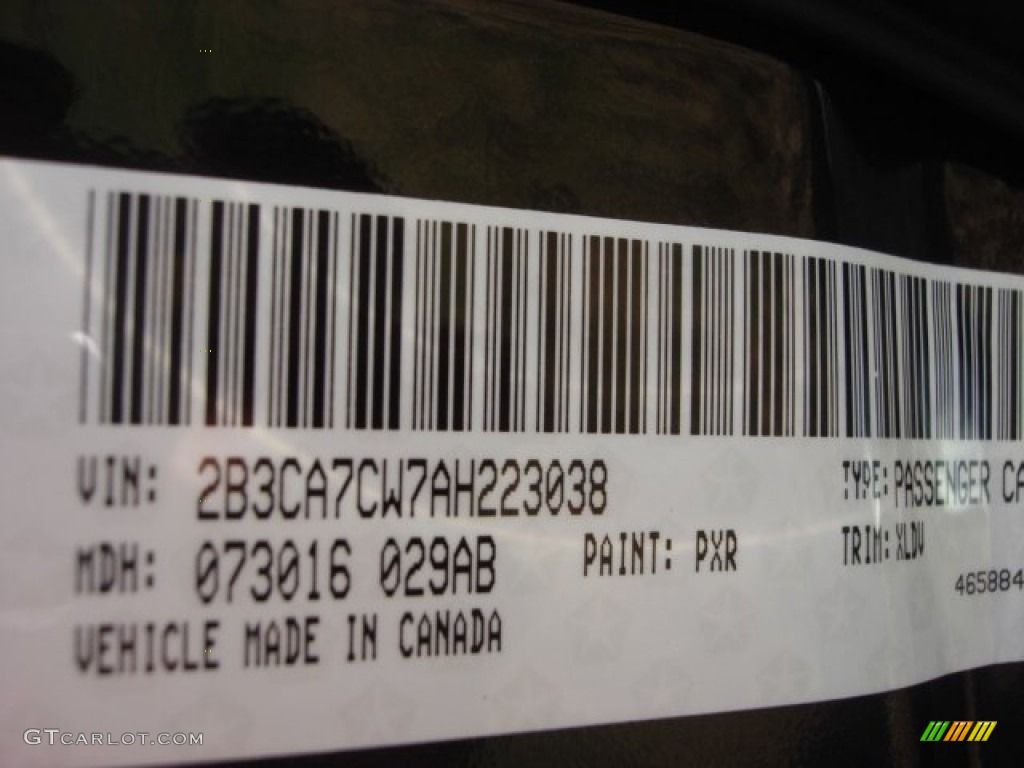 VIN: 2B3CA7CW7AH223038 TYPE: PASSENGER CA
MDH: 073016 029AB PAINT: PXR TRIM: XLDV
465884
VEHICLE MADE IN CANADA
GTCARLOT.COM